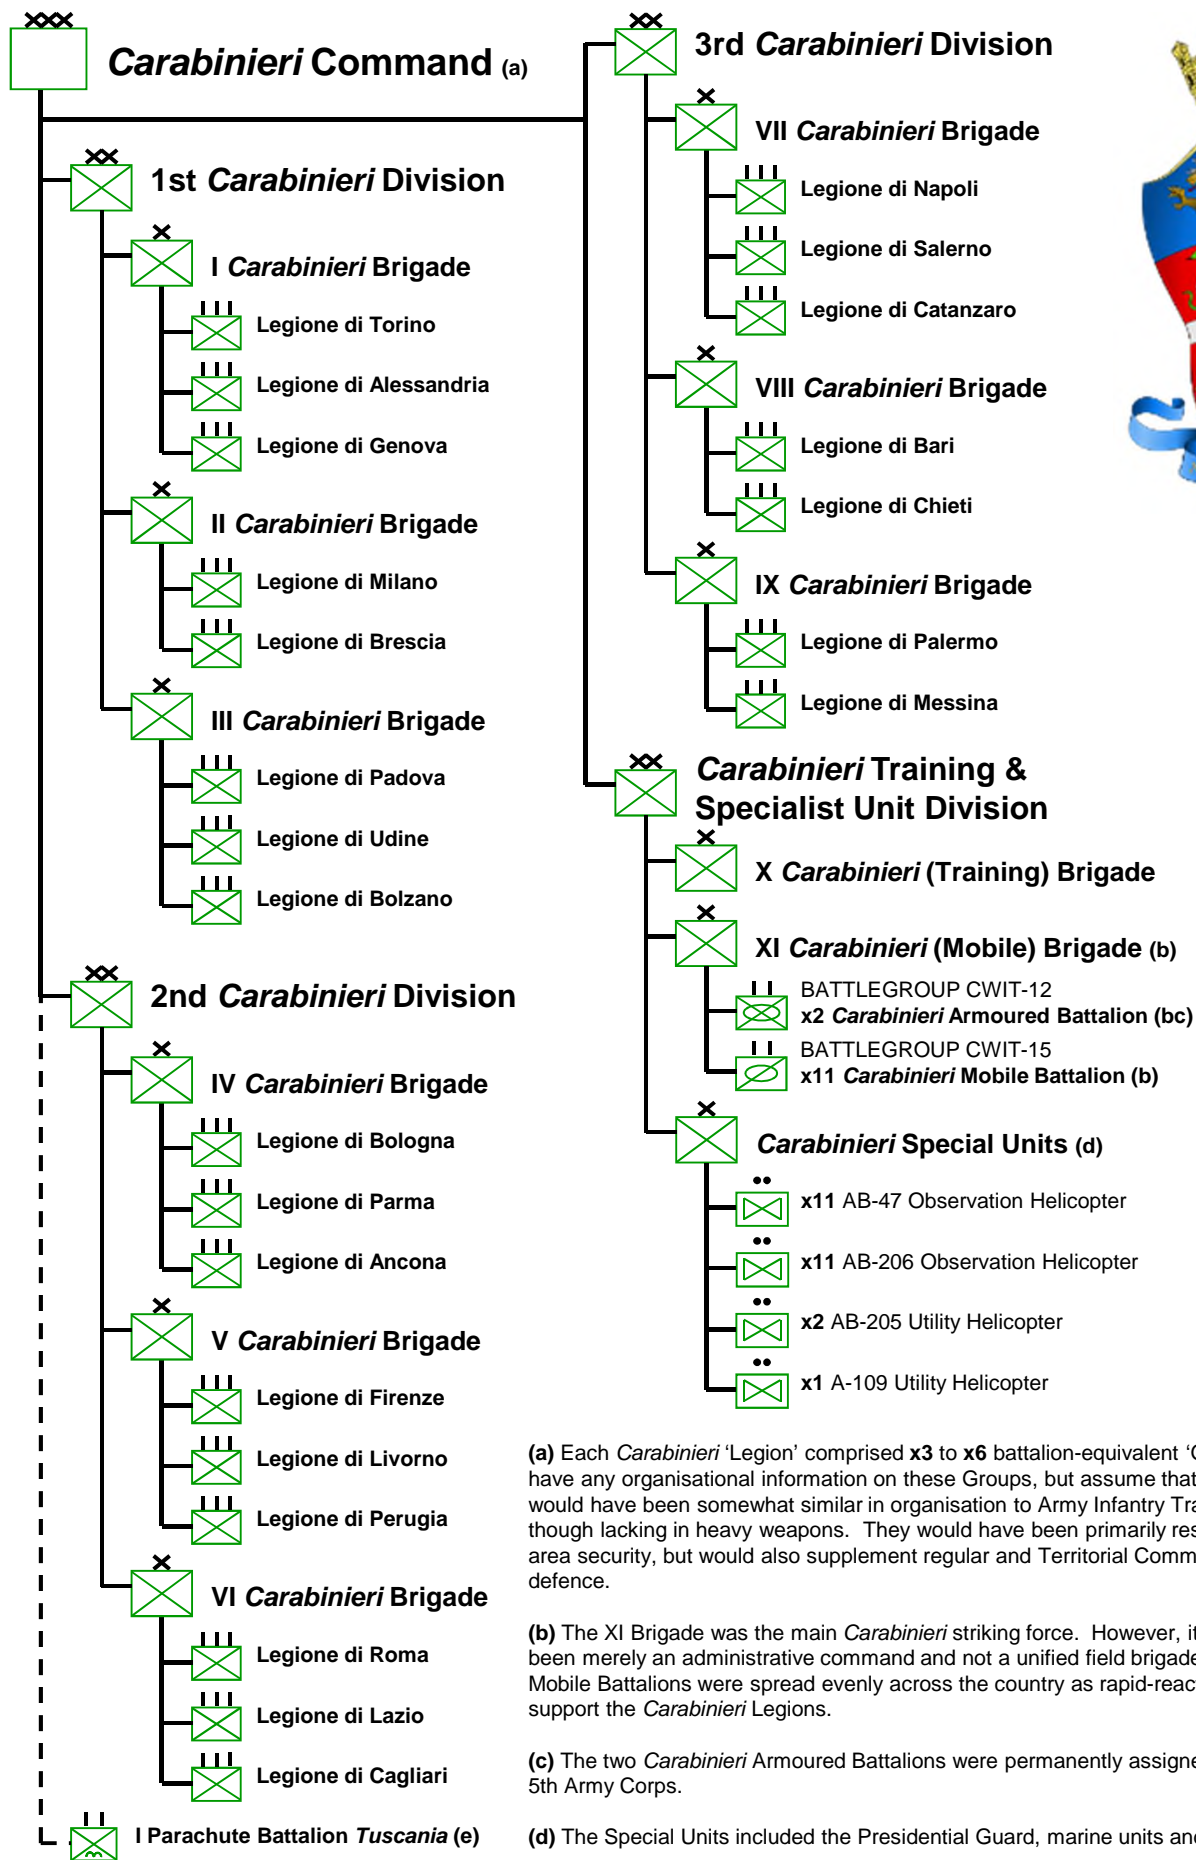 Carabinieri Command (a)
1st Carabinieri Division
I Carabinieri Brigade
Legione di Torino
Legione di Alessandria
Legione di Genova
II Carabinieri Brigade
Legione di Milano
Legione di Brescia
III Carabinieri Brigade
Legione di Padova
Legione di Udine
Legione di Bolzano
2nd Carabinieri Division
IV Carabinieri Brigade
Legione di Bologna
Legione di Parma
Legione di Ancona
V Carabinieri Brigade
Legione di Firenze
Legione di Livorno
Legione di Perugia
VI Carabinieri Brigade
Legione di Roma
Legione di Lazio
Legione di Cagliari
I Parachute Battalion Tuscania (e)
3rd Carabinieri Division
VII Carabinieri Brigade
Legione di Napoli
Legione di Salerno
Legione di Catanzaro
VIII Carabinieri Brigade
Legione di Bari
Legione di Chieti
IX Carabinieri Brigade
Legione di Palermo
Legione di Messina
Carabinieri Training &
Specialist Unit Division
X Carabinieri (Training) Brigade
XI Carabinieri (Mobile) Brigade (b)
BATTLEGROUP CWIT-12
x2 Carabinieri Armoured Battalion (bc)
BATTLEGROUP CWIT-15
x11 Carabinieri Mobile Battalion (b)
Carabinieri Special Units (d)
x11 AB-47 Observation Helicopter
x11 AB-206 Observation Helicopter
x2 AB-205 Utility Helicopter
x1 A-109 Utility Helicopter
(a) Each Carabinieri ‘Legion’ comprised x3 to x6 battalion-equivalent
have any organisational information on these Groups, but assume that
would have been somewhat similar in organisation to Army Infantry
though lacking in heavy weapons. They would have been primarily
area security, but would also supplement regular and Territorial
defence.
(b) The XI Brigade was the main Carabinieri striking force. However, it
been merely an administrative command and not a unified field brigade
Mobile Battalions were spread evenly across the country as
support the Carabinieri Legions.
(c) The two Carabinieri Armoured Battalions were permanently
5th Army Corps.
(d) The Special Units included the Presidential Guard, marine units